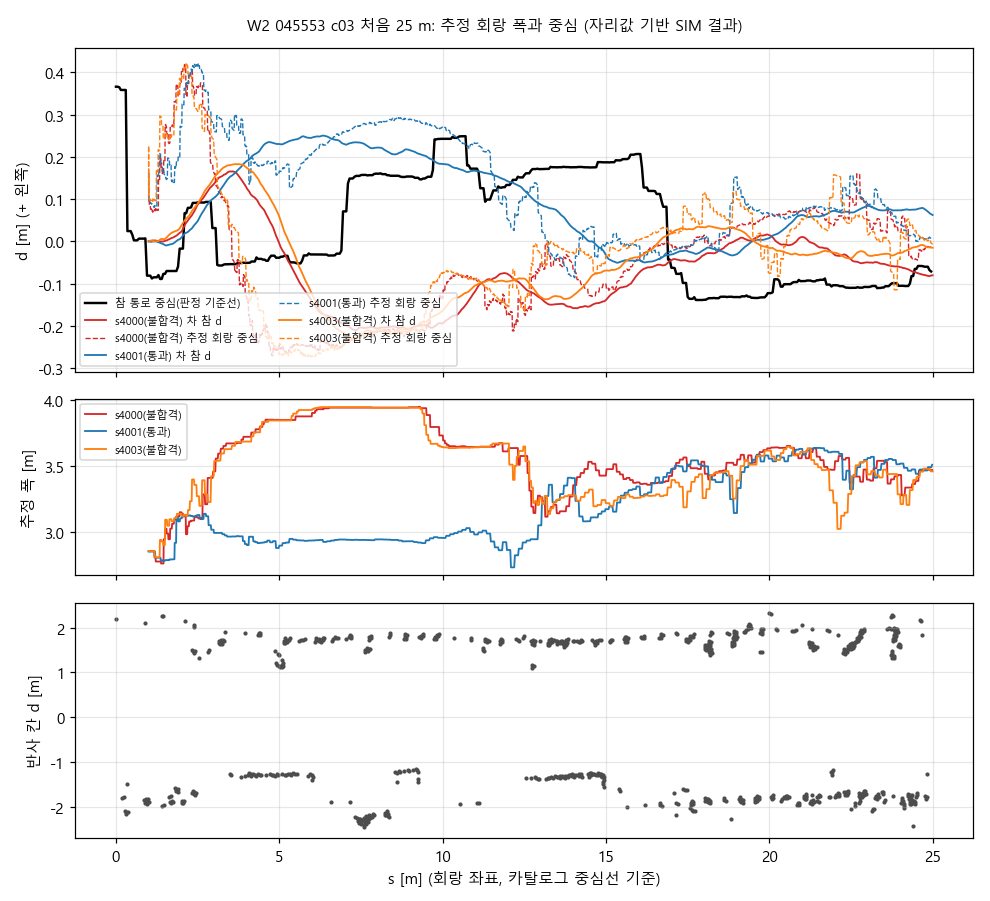 W2 045553 c03 처음 25 m: 추정 회랑 폭과 중심 (자리값 기반 SIM 결과)
d [m] (+ 왼쪽)
0.4
0.3
0.2
0.1
0.0
-0.1
-0.2
-0.3
참 통로 중심(판정 기준선)
s4000(불합격) 차 참 d
s4000(불합격) 추정 회랑 중심
s4001(통과) 차 참 d
s4001(통과) 추정 회랑 중심
s4003(불합격) 차 참 d
s4003(불합격) 추정 회랑 중심
추정 폭 [m]
4.0
3.5
3.0
s4000(불합격)
s4001(통과)
s4003(불합격)
반사 칸 d [m]
2
1
0
-1
-2
0 5 10 15 20 25
s [m] (회랑 좌표, 카탈로그 중심선 기준)